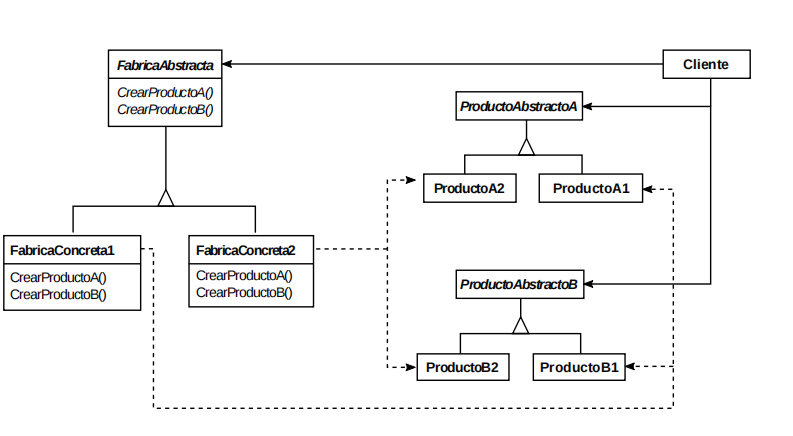 FabricaAbstracta
CrearProductoA()
CrearProductoB()
Cliente
ProductoAbstractoA
ProductoA2
ProductoA1
FabricaConcreta1
CrearProductoA()
CrearProductoB()
FabricaConcreta2
CrearProductoA()
CrearProductoB()
ProductoAbstractoB
ProductoB2
ProductoB1